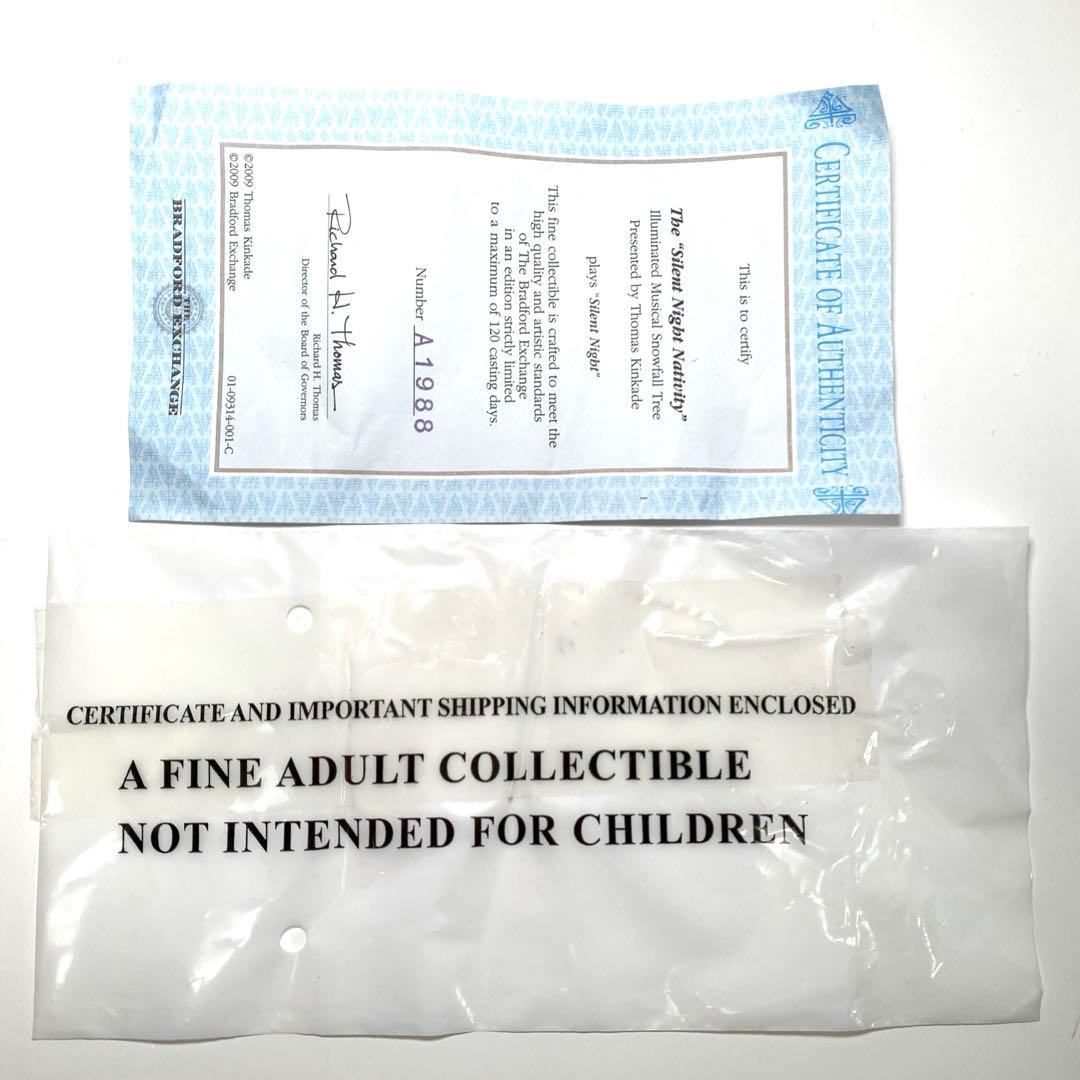 CERTIFICATE OF AUTHENTICITY
This is to certify
The "Silent Night Nativity"
Illuminated Musical Snowfall Tree
Presented by Thomas Kinkade
plays "Silent Night"
This fine collectible is crafted to meet the
high quality and artistic standards
of The Bradford Exchange
in an edition strictly limited
to a maximum of 120 casting days.
Number A1988
Richard H. Thomas
Richard H. Thomas
Director of the Board of Governors
©2009 Thomas Kinkade
©2009 Bradford Exchange
01-09314-001-C
THE
BRADFORD EXCHANGE
CERTIFICATE AND IMPORTANT SHIPPING INFORMATION ENCLOSED
A FINE ADULT COLLECTIBLE
NOT INTENDED FOR CHILDREN